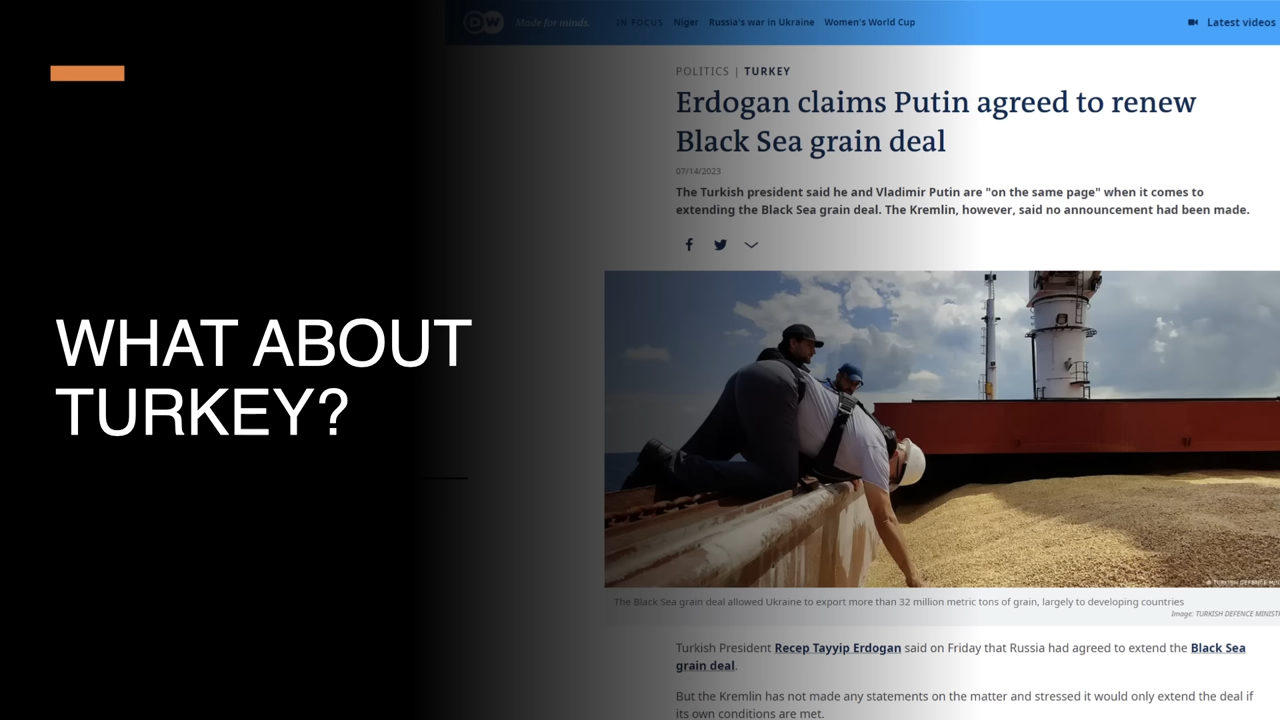 DW Made for minds. IN FOCUS Niger Russia's war in Ukraine Women's World Cup Latest videos
POLITICS | TURKEY
Erdogan claims Putin agreed to renew
Black Sea grain deal
07/14/2023
The Turkish president said he and Vladimir Putin are "on the same page" when it comes to
extending the Black Sea grain deal. The Kremlin, however, said no announcement had been made.
WHAT ABOUT
TURKEY?
The Black Sea grain deal allowed Ukraine to export more than 32 million metric tons of grain, largely to developing countries
Image: TURKISH DEFENCE MINIST
Turkish President Recep Tayyip Erdogan said on Friday that Russia had agreed to extend the Black Sea
grain deal.
But the Kremlin has not made any statements on the matter and stressed it would only extend the deal if
its own conditions are met.